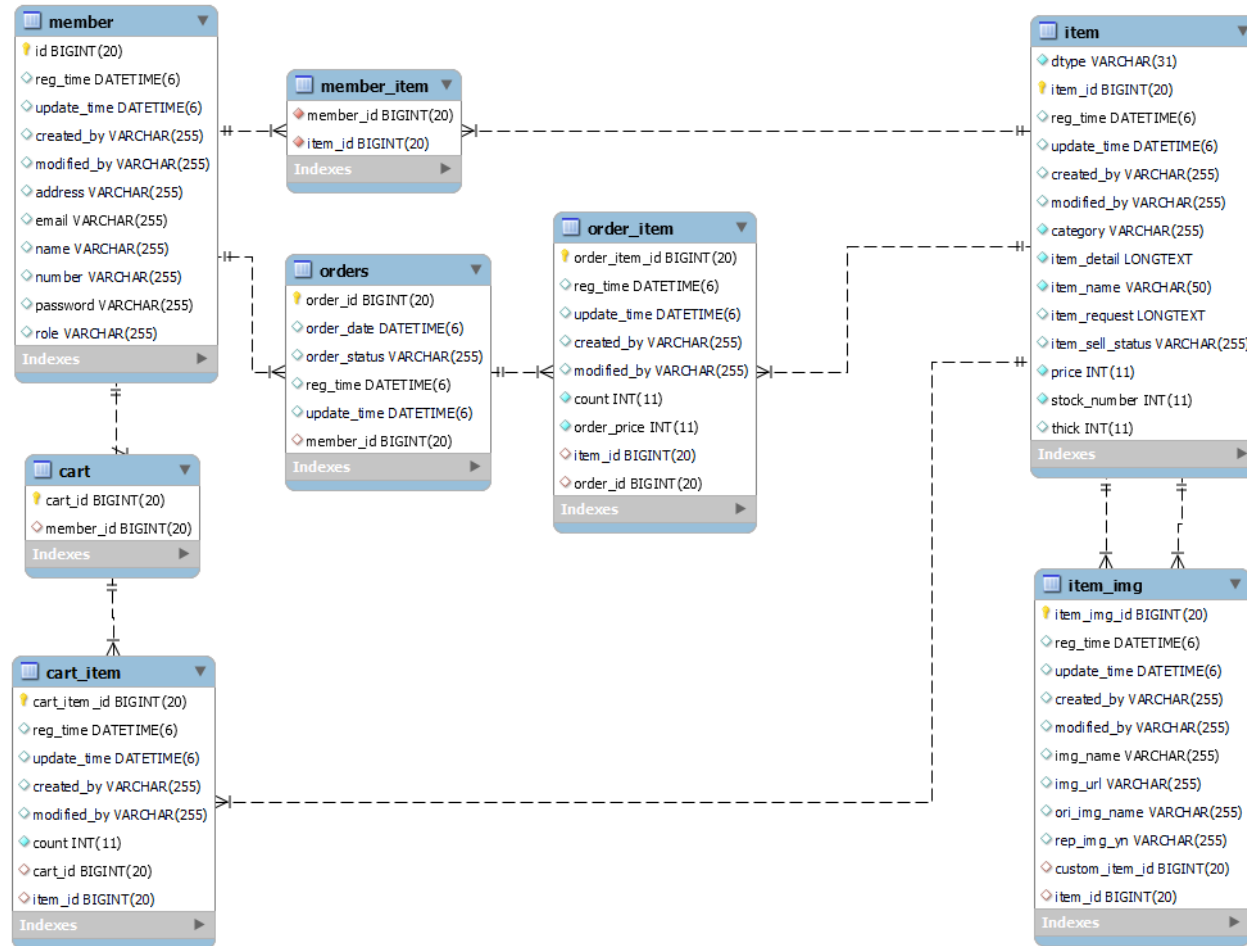 member
id BIGINT(20)
reg_time DATETIME(6)
update_time DATETIME(6)
created_by VARCHAR(255)
modified_by VARCHAR(255)
address VARCHAR(255)
email VARCHAR(255)
name VARCHAR(255)
number VARCHAR(255)
password VARCHAR(255)
role VARCHAR(255)
Indexes
member_item
member_id BIGINT(20)
item_id BIGINT(20)
Indexes
orders
order_id BIGINT(20)
order_date DATETIME(6)
order_status VARCHAR(255)
reg_time DATETIME(6)
update_time DATETIME(6)
member_id BIGINT(20)
Indexes
order_item
order_item_id BIGINT(20)
reg_time DATETIME(6)
update_time DATETIME(6)
created_by VARCHAR(255)
modified_by VARCHAR(255)
count INT(11)
order_price INT(11)
item_id BIGINT(20)
order_id BIGINT(20)
Indexes
item
dtype VARCHAR(31)
item_id BIGINT(20)
reg_time DATETIME(6)
update_time DATETIME(6)
created_by VARCHAR(255)
modified_by VARCHAR(255)
category VARCHAR(255)
item_detail LONGTEXT
item_name VARCHAR(50)
item_request LONGTEXT
item_sell_status VARCHAR(255)
price INT(11)
stock_number INT(11)
thick INT(11)
Indexes
cart
cart_id BIGINT(20)
member_id BIGINT(20)
Indexes
cart_item
cart_item_id BIGINT(20)
reg_time DATETIME(6)
update_time DATETIME(6)
created_by VARCHAR(255)
modified_by VARCHAR(255)
count INT(11)
cart_id BIGINT(20)
item_id BIGINT(20)
Indexes
item_img
item_img_id BIGINT(20)
reg_time DATETIME(6)
update_time DATETIME(6)
created_by VARCHAR(255)
modified_by VARCHAR(255)
img_name VARCHAR(255)
img_url VARCHAR(255)
ori_img_name VARCHAR(255)
rep_img_yn VARCHAR(255)
custom_item_id BIGINT(20)
item_id BIGINT(20)
Indexes